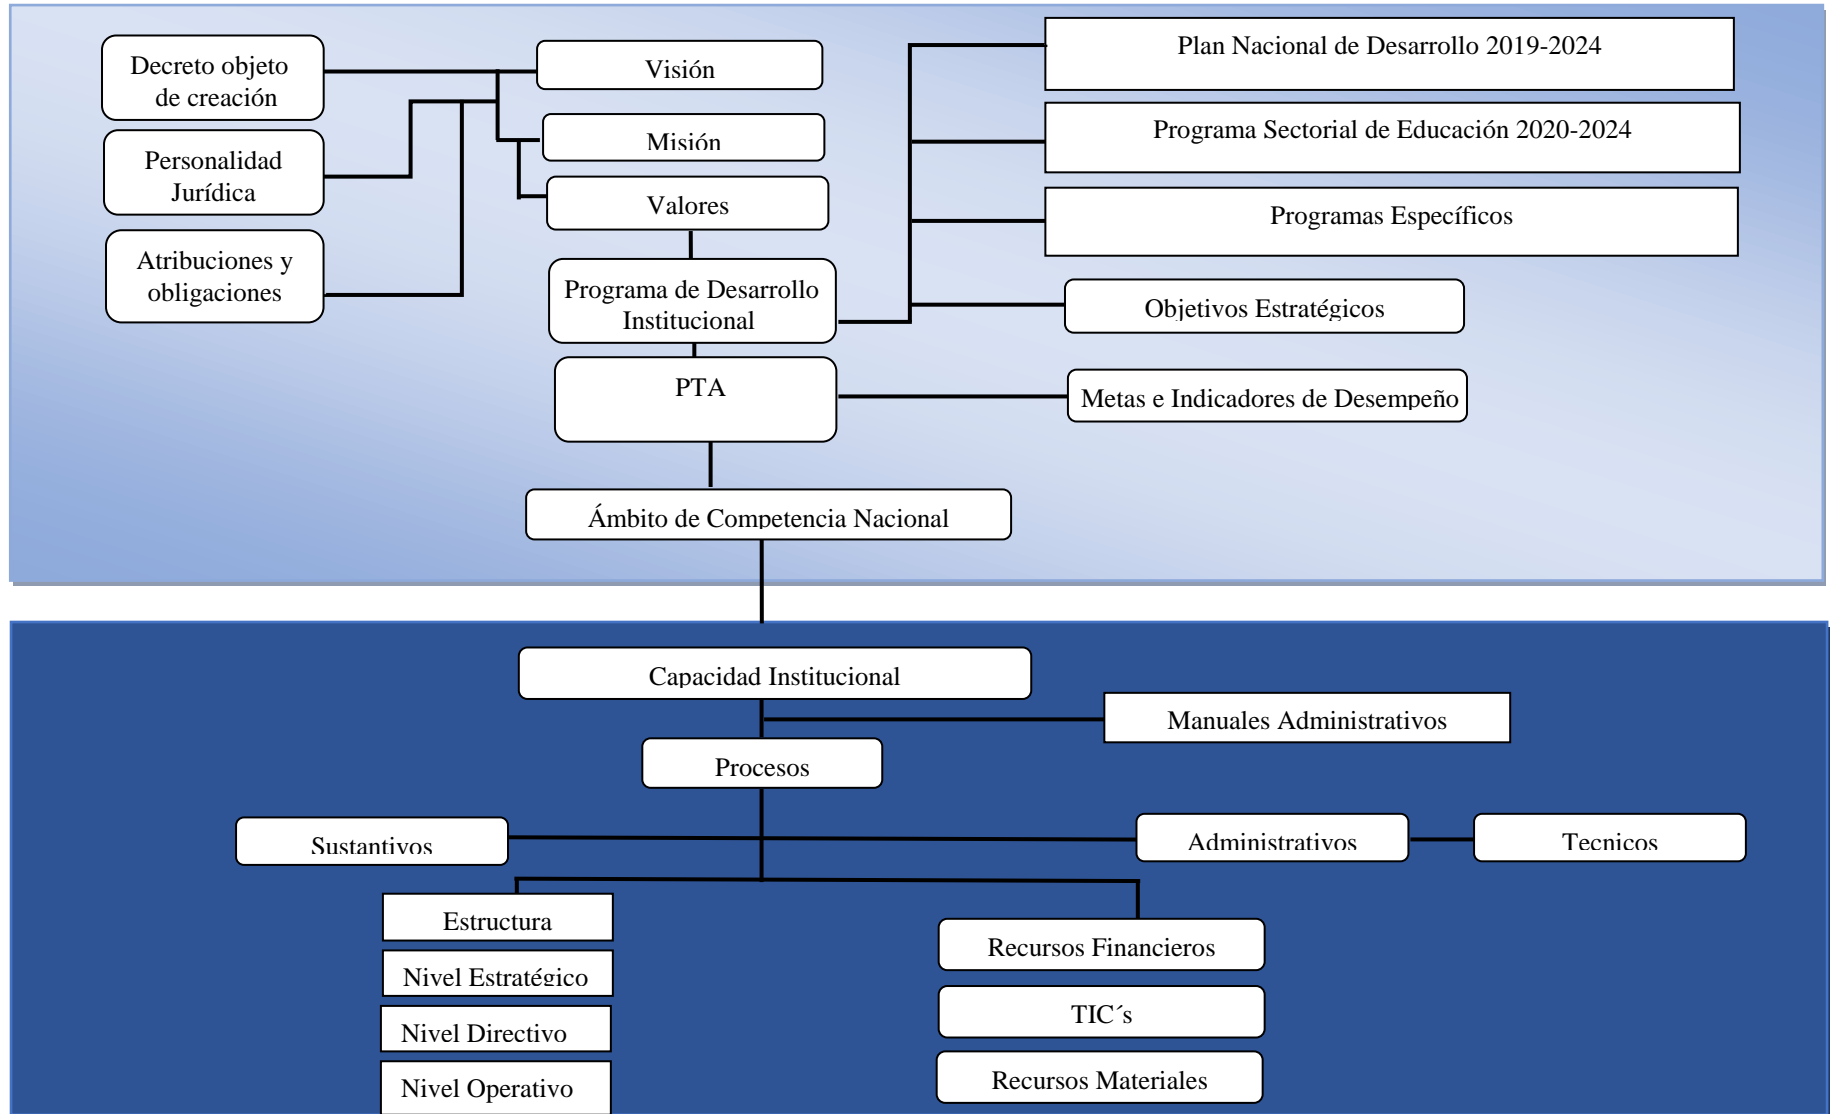 Decreto objeto
de creación
Personalidad
Jurídica
Atribuciones y
obligaciones
Visión
Misión
Valores
Programa de Desarrollo
Institucional
PTA
Plan Nacional de Desarrollo 2019-2024
Programa Sectorial de Educación 2020-2024
Programas Específicos
Objetivos Estratégicos
Metas e Indicadores de Desempeño
Ámbito de Competencia Nacional
Capacidad Institucional
Manuales Administrativos
Procesos
Sustantivos
Administrativos
Tecnicos
Estructura
Nivel Estratégico
Nivel Directivo
Nivel Operativo
Recursos Financieros
TIC´s
Recursos Materiales